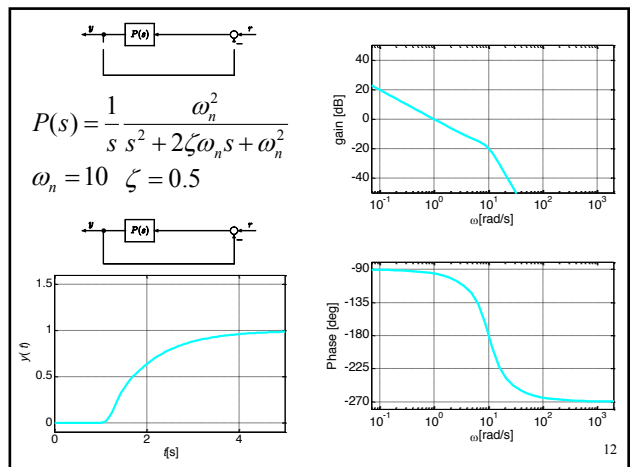 y P(s) r
−
P(s) = 1/s ω_n^2/(s^2 + 2ζω_n s + ω_n^2)
ω_n = 10 ζ = 0.5
y P(s) r
−
1.5
1
0.5
0
y( t)
0 2 4
t[s]
40
20
0
-20
-40
gain [dB]
10^-1 10^0 10^1 10^2 10^3
ω[rad/s]
-90
-135
-180
-225
-270
Phase [deg]
10^-1 10^0 10^1 10^2 10^3
ω[rad/s]
12